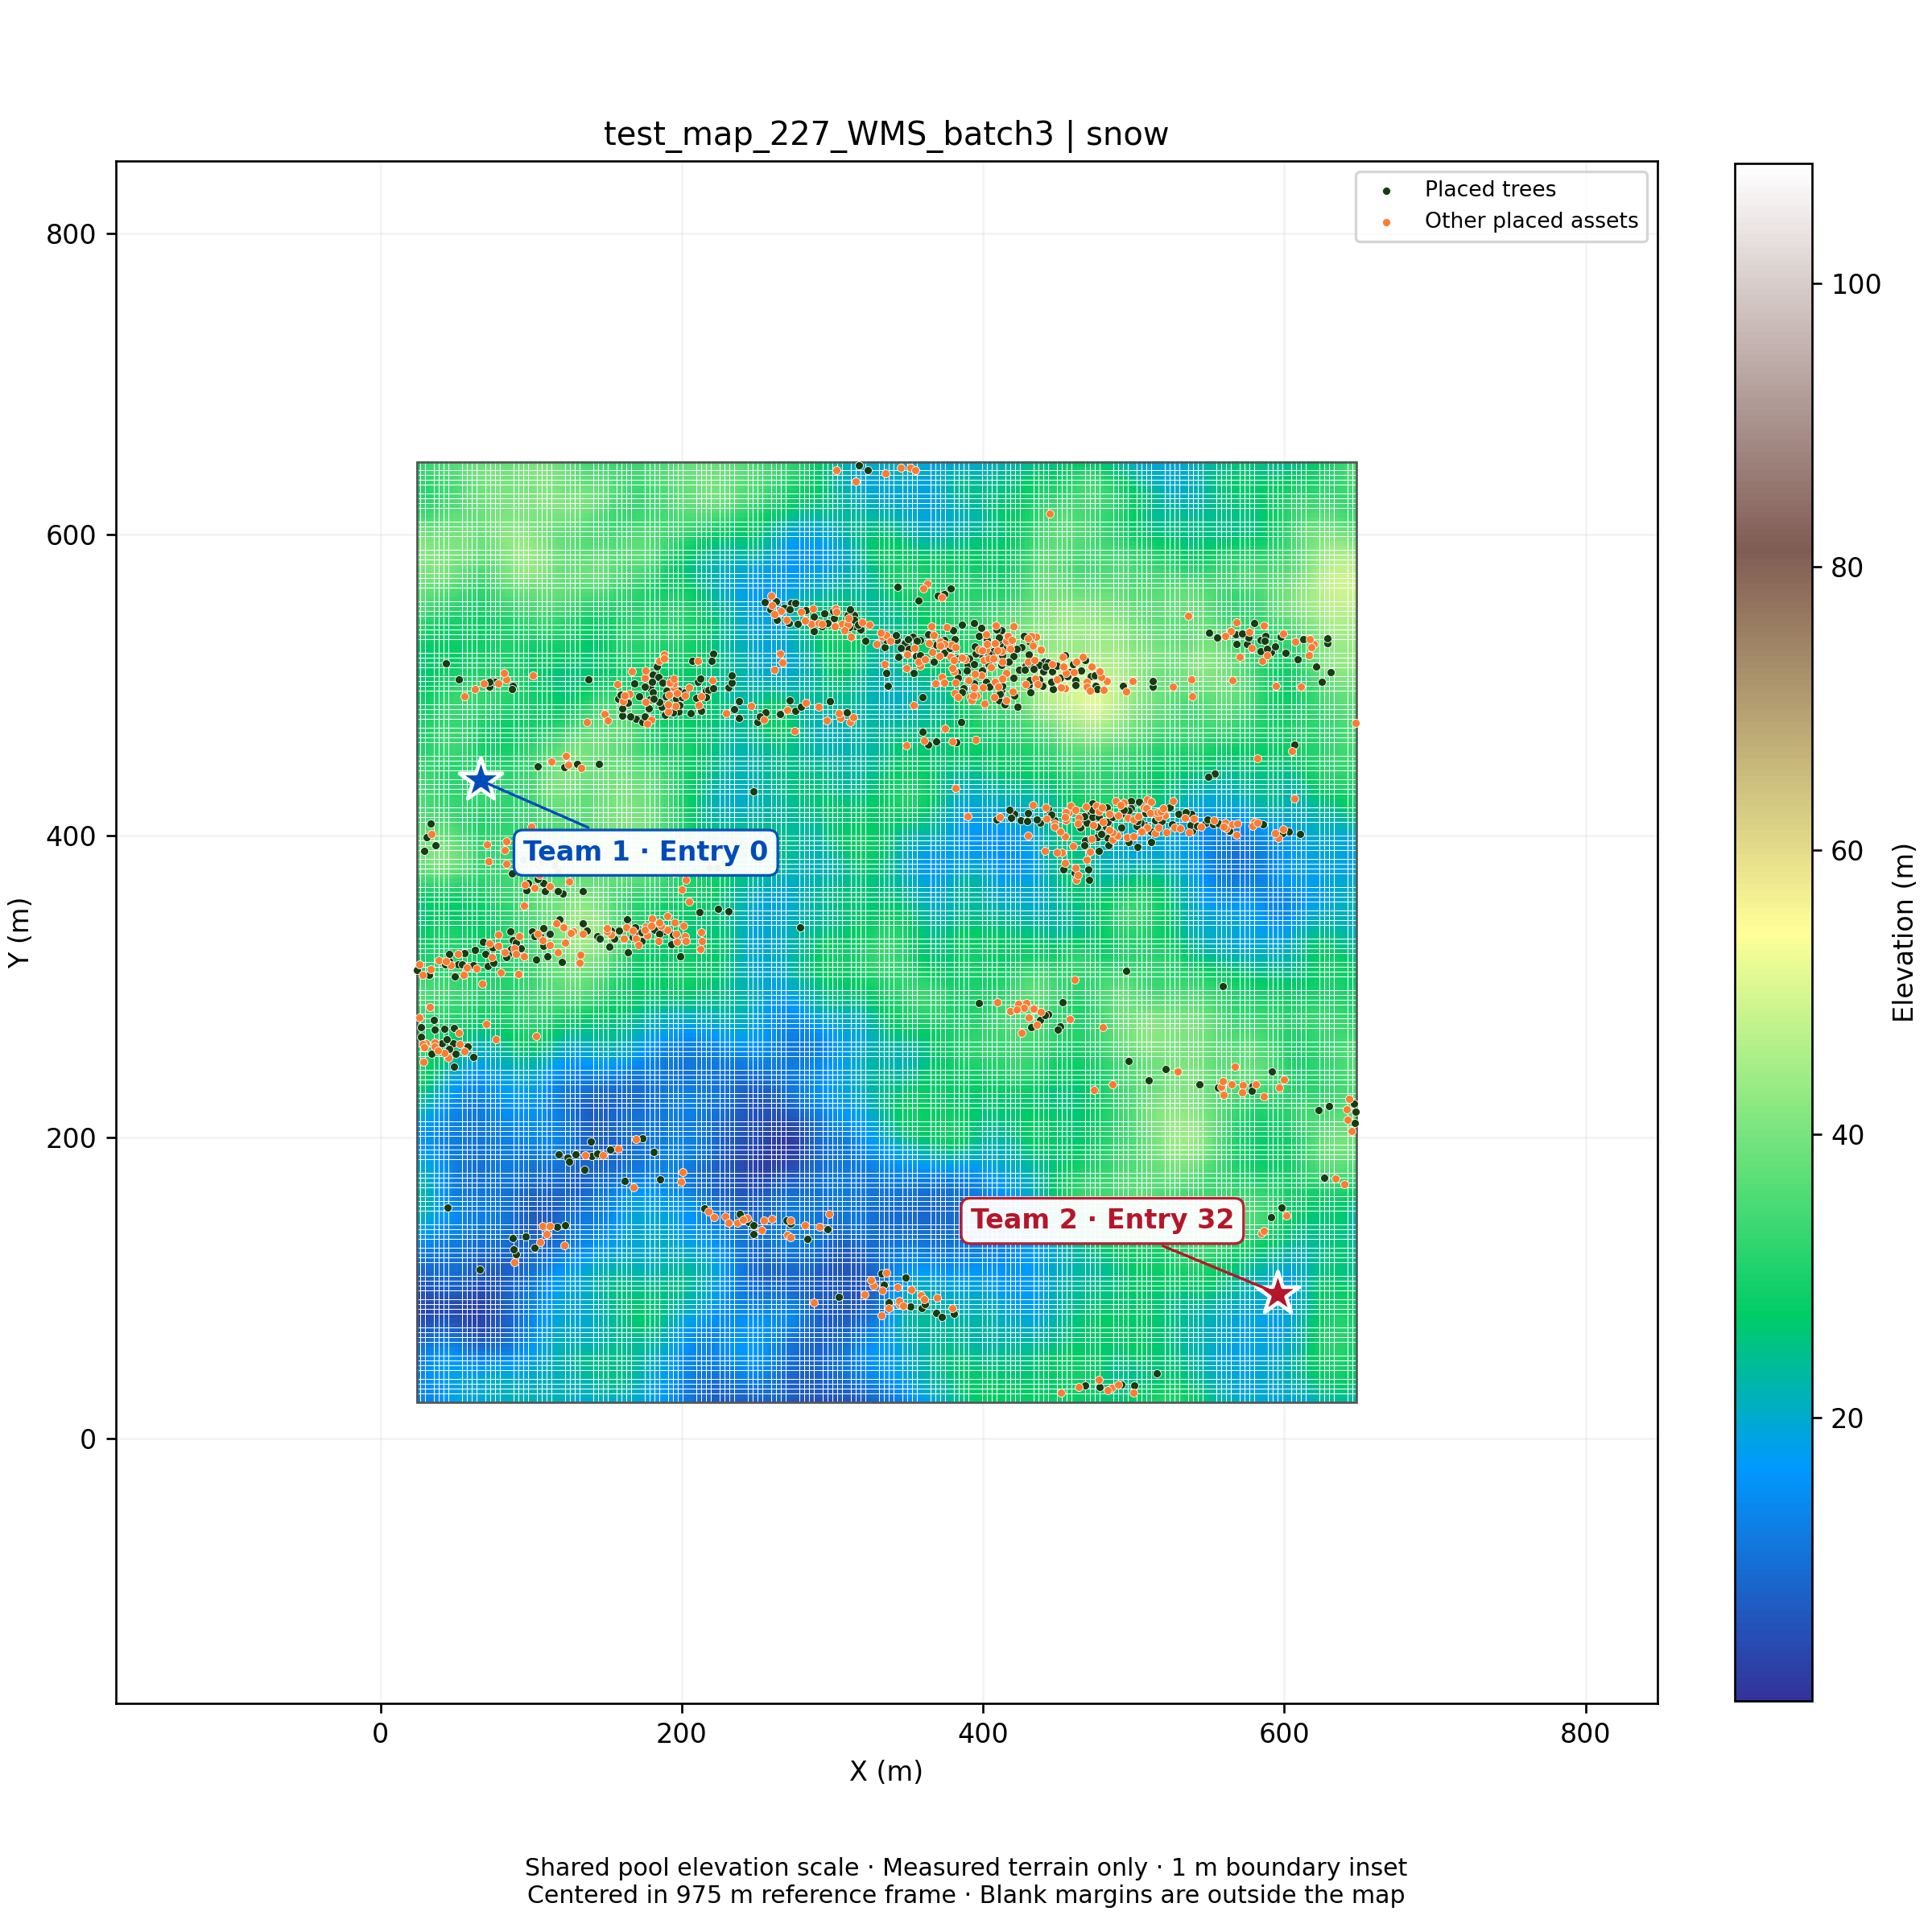 test_map_227_WMS_batch3 | snow
Placed trees
Other placed assets
800
600
400
200
0
Y (m)
Team 1 · Entry 0
Team 2 · Entry 32
0
200
400
600
800
X (m)
100
80
60
40
20
Elevation (m)
Shared pool elevation scale · Measured terrain only · 1 m boundary inset
Centered in 975 m reference frame · Blank margins are outside the map